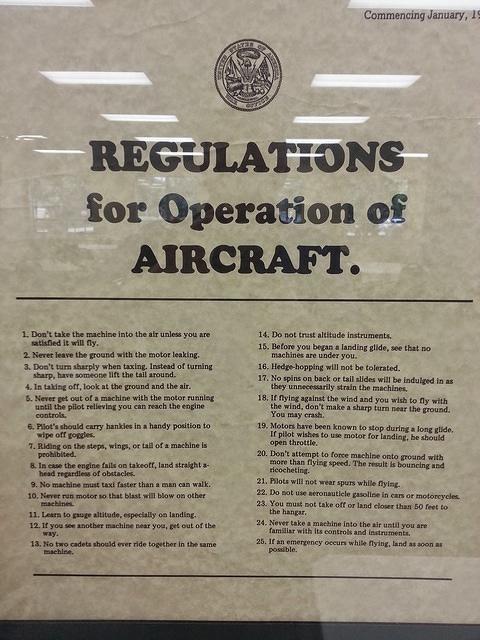 Commencing January, 19
UNITED STATES OF AMERICA
WAR OFFICE
REGULATIONS
for Operation of
AIRCRAFT.
1. Don't take the machine into the air unless you are
satisfied it will fly.
2. Never leave the ground with the motor leaking.
3. Don't turn sharply when taxing. Instead of turning
sharp, have someone lift the tail around.
4. In taking off, look at the ground and the air.
5. Never get out of a machine with the motor running
until the pilot relieving you can reach the engine
controls.
6. Pilot's should carry hankies in a handy position to
wipe off goggles.
7. Riding on the steps, wings, or tail of a machine is
prohibited.
8. In case the engine fails on takeoff, land straight a-
head regardless of obstacles.
9. No machine must taxi faster than a man can walk.
10. Never run motor so that blast will blow on other
machines.
11. Learn to gauge altitude, especially on landing.
12. If you see another machine near you, get out of the
way.
13. No two cadets should ever ride together in the same
machine.
14. Do not trust altitude instruments.
15. Before you began a landing glide, see that no
machines are under you.
16. Hedge-hopping will not be tolerated.
17. No spins on back or tail slides will be indulged in as
they unnecessarily strain the machines.
18. If flying against the wind and you wish to fly with
the wind, don't make a sharp turn near the ground.
You may crash.
19. Motors have been known to stop during a long glide.
If pilot wishes to use motor for landing, he should
open throttle.
20. Don't attempt to force machine onto ground with
more than flying speed. The result is bouncing and
ricocheting.
21. Pilots will not wear spurs while flying.
22. Do not use aeronauticle gasoline in cars or motorcycles.
23. You must not take off or land closer than 50 feet to
the hangar.
24. Never take a machine into the air until you are
familiar with its controls and instruments.
25. If an emergency occurs while flying, land as soon as
possible.